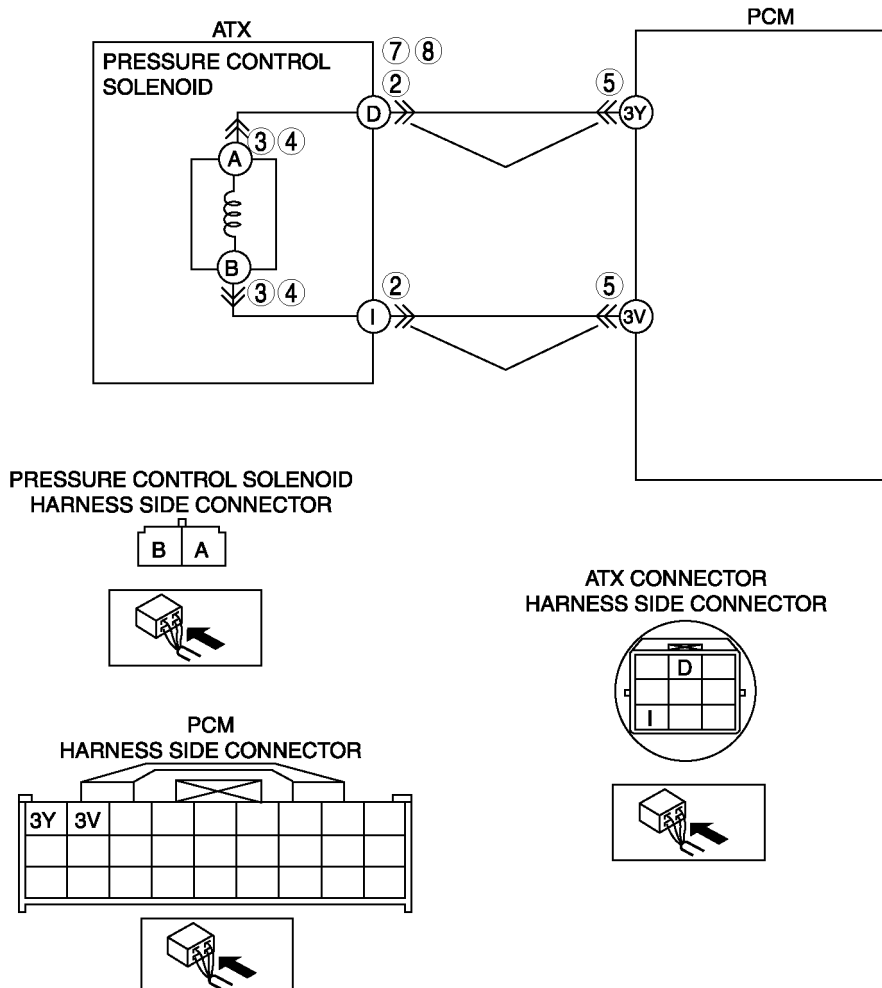 ATX
PCM
PRESSURE CONTROL
SOLENOID
7 8
2
5
D
3Y
A
3 4
B
3 4
2
5
I
3V
PRESSURE CONTROL SOLENOID
HARNESS SIDE CONNECTOR
B A
ATX CONNECTOR
HARNESS SIDE CONNECTOR
D
I
PCM
HARNESS SIDE CONNECTOR
3Y 3V